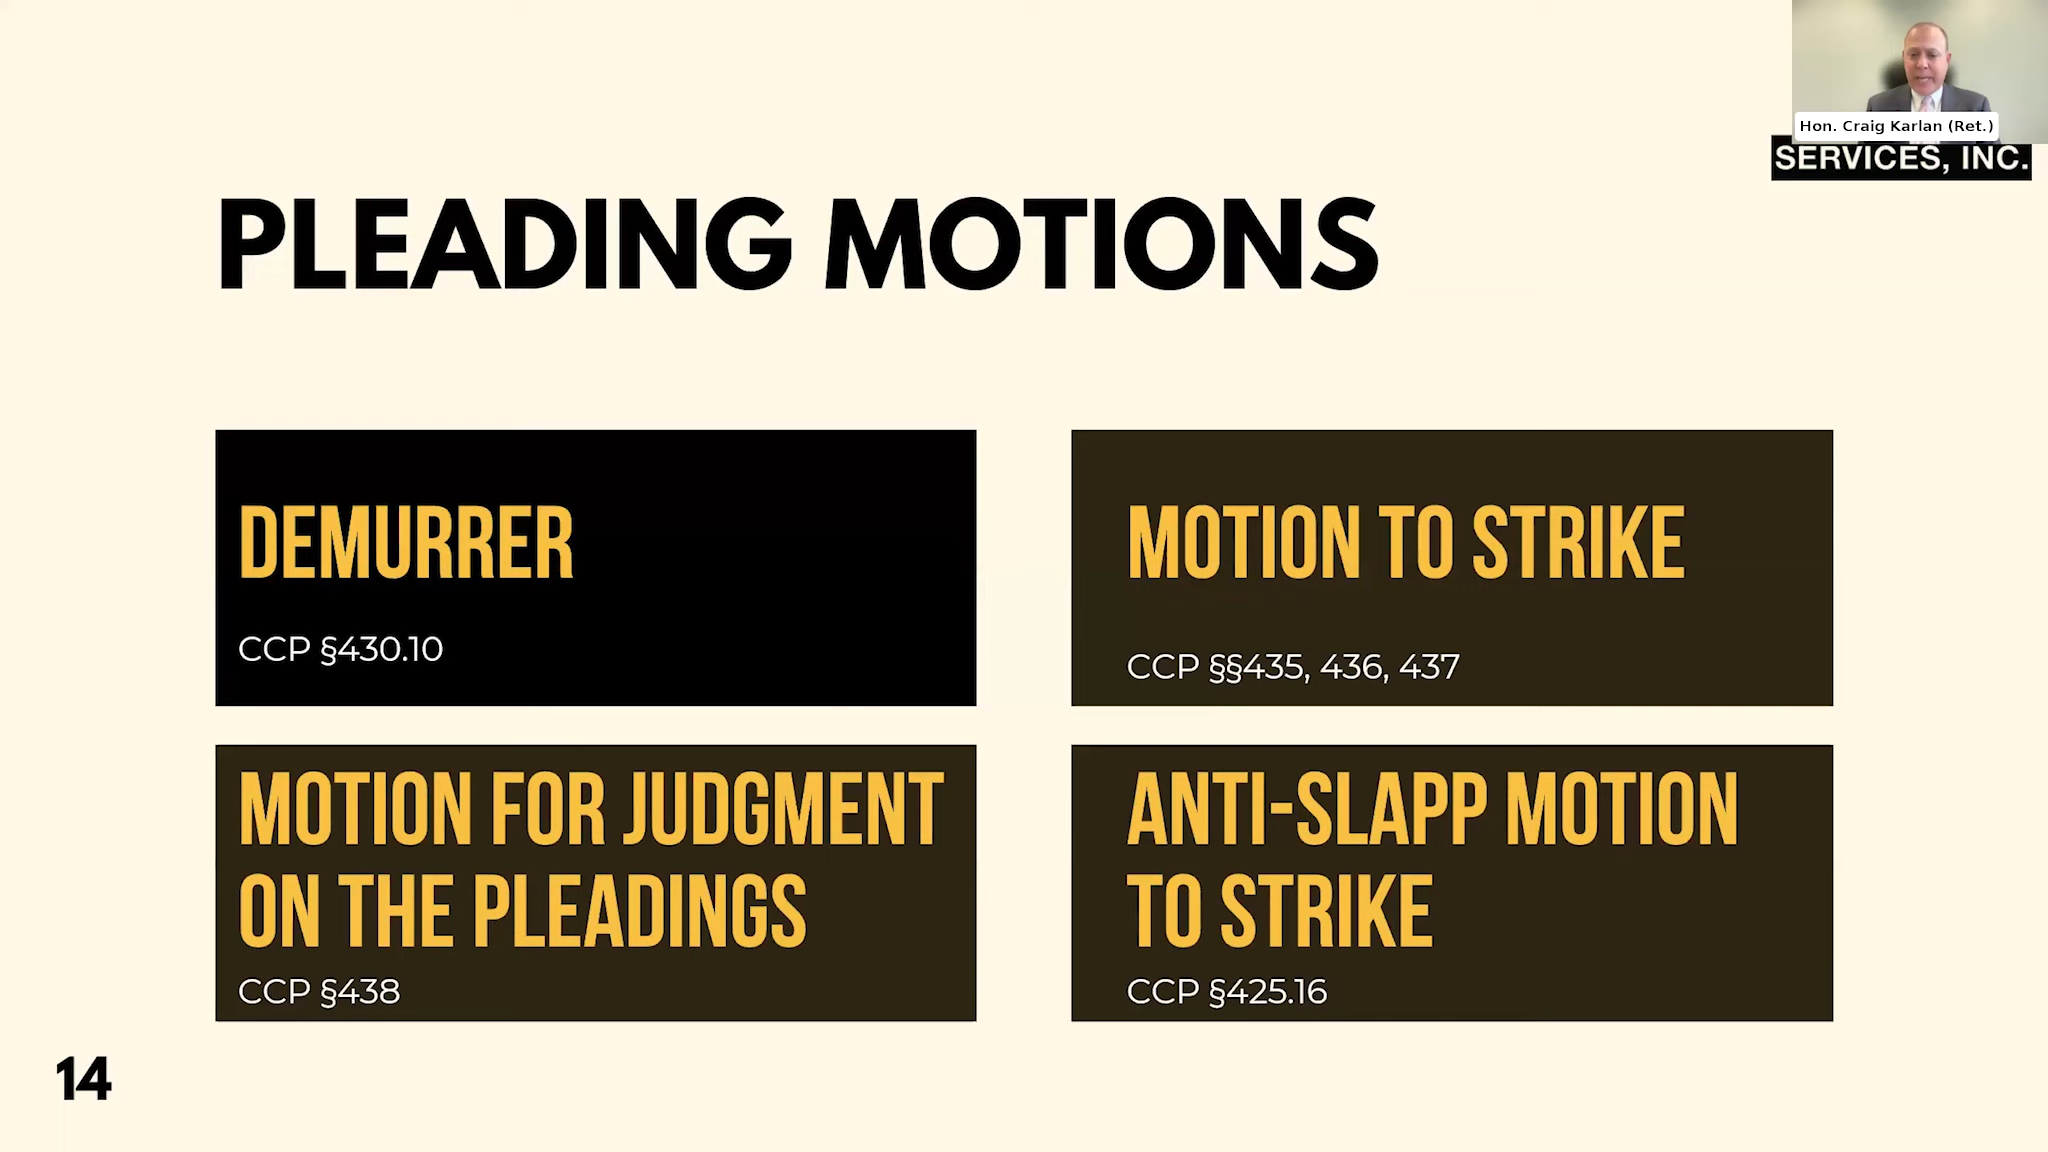 Hon. Craig Karlan (Ret.)
SERVICES, INC.
PLEADING MOTIONS
DEMURRER
CCP §430.10
MOTION TO STRIKE
CCP §§435, 436, 437
MOTION FOR JUDGMENT
ON THE PLEADINGS
CCP §438
ANTI-SLAPP MOTION
TO STRIKE
CCP §425.16
14